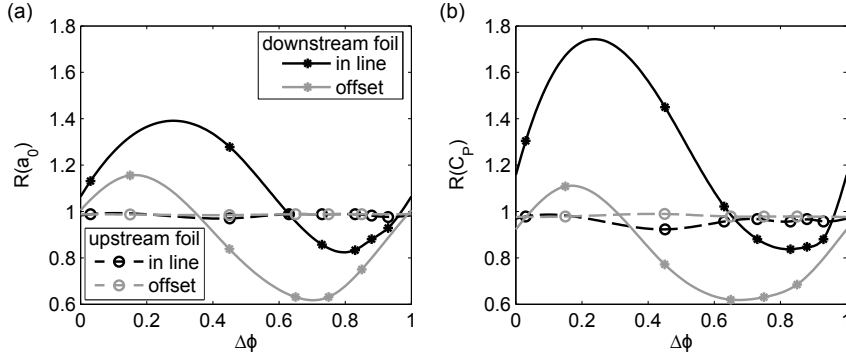 (a)
1.8
1.6
1.4
1.2
1
0.8
0.6
R(a0)
downstream foil
in line
offset
upstream foil
in line
offset
0
0.2
0.4
0.6
0.8
1
Δϕ
(b)
1.8
1.6
1.4
1.2
1
0.8
0.6
R(CP)
0
0.2
0.4
0.6
0.8
1
Δϕ